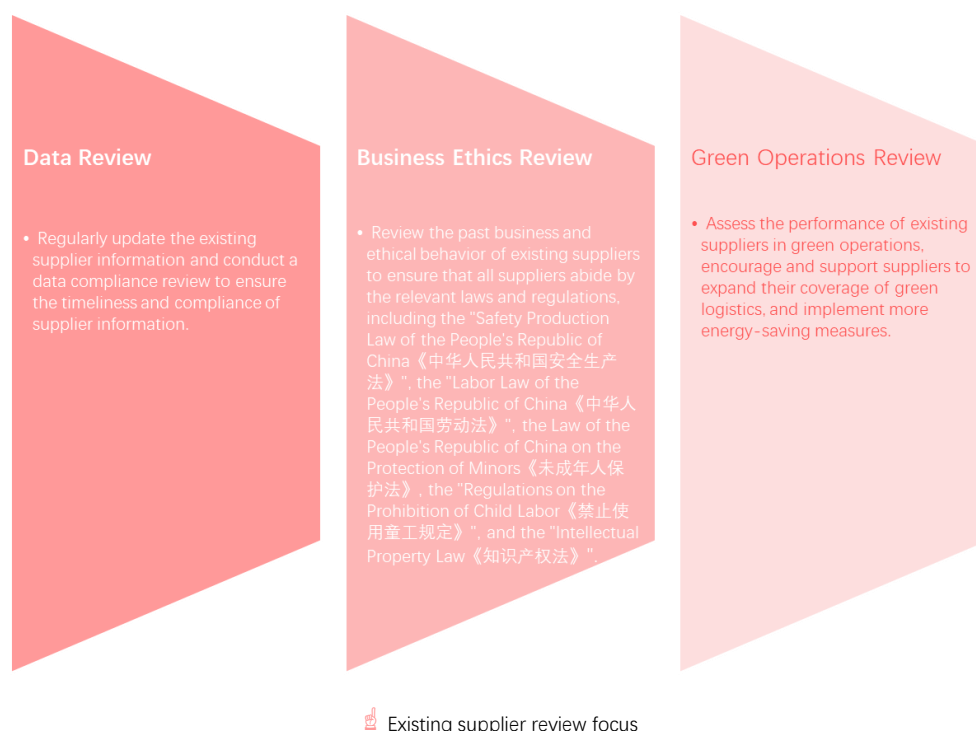 Data Review
• Regularly update the existing
supplier information and conduct a
data compliance review to ensure
the timeliness and compliance of
supplier information.
Business Ethics Review
• Review the past business and
ethical behavior of existing suppliers
to ensure that all suppliers abide by
the relevant laws and regulations,
including the "Safety Production
Law of the People's Republic of
China《中华人民共和国安全生产
法》", the "Labor Law of the
People's Republic of China《中华人
民共和国劳动法》", the Law of the
People's Republic of China on the
Protection of Minors《未成年人保
护法》, the "Regulations on the
Prohibition of Child Labor《禁止使
用童工规定》", and the "Intellectual
Property Law《知识产权法》".
Green Operations Review
• Assess the performance of existing
suppliers in green operations,
encourage and support suppliers to
expand their coverage of green
logistics, and implement more
energy-saving measures.
Existing supplier review focus